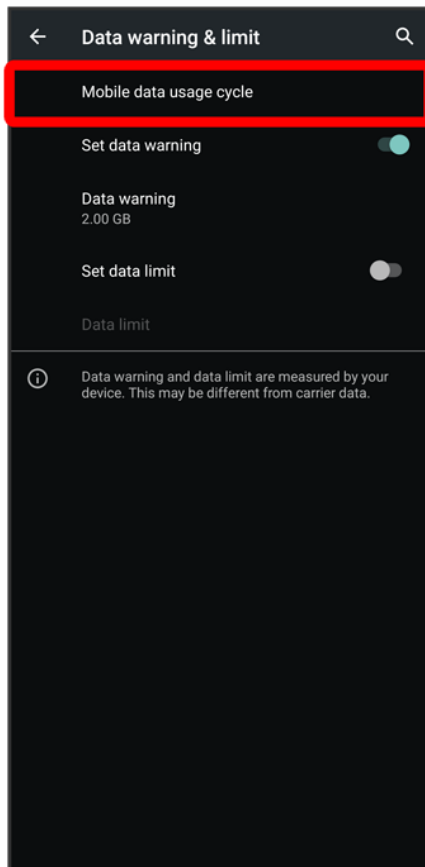 Data warning & limit
Mobile data usage cycle
Set data warning
Data warning
2.00 GB
Set data limit
Data limit
Data warning and data limit are measured by your
device. This may be different from carrier data.